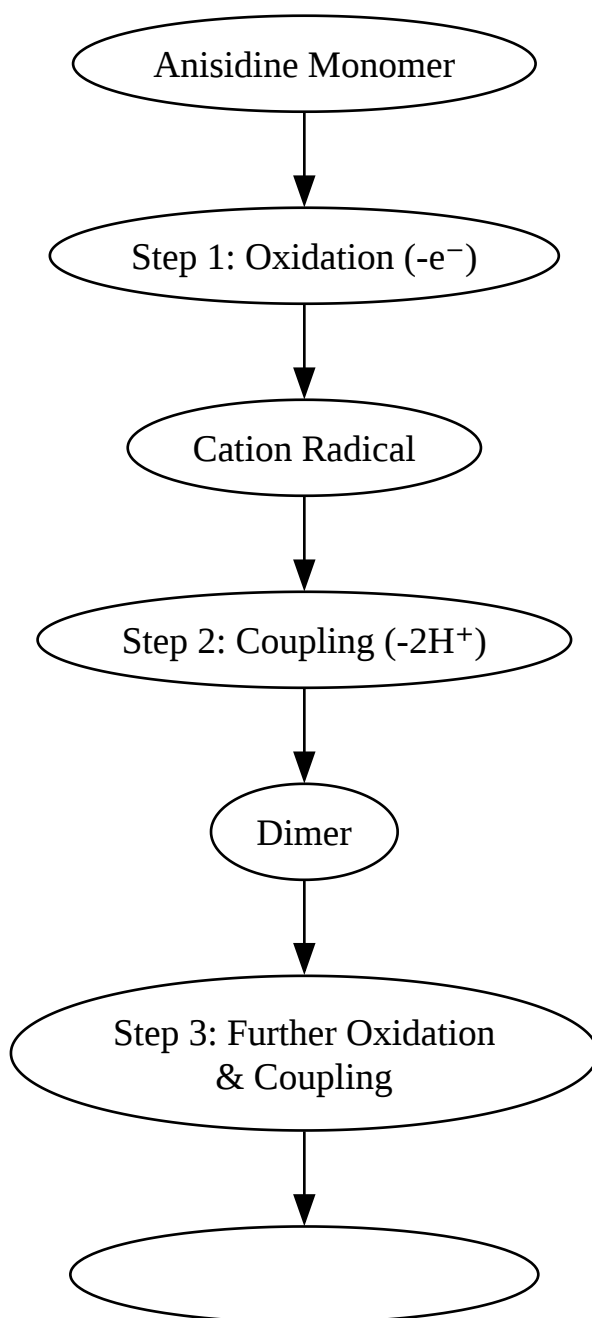 Anisidine Monomer
Step 1: Oxidation (-e⁻)
Cation Radical
Step 2: Coupling (-2H⁺)
Dimer
Step 3: Further Oxidation
& Coupling